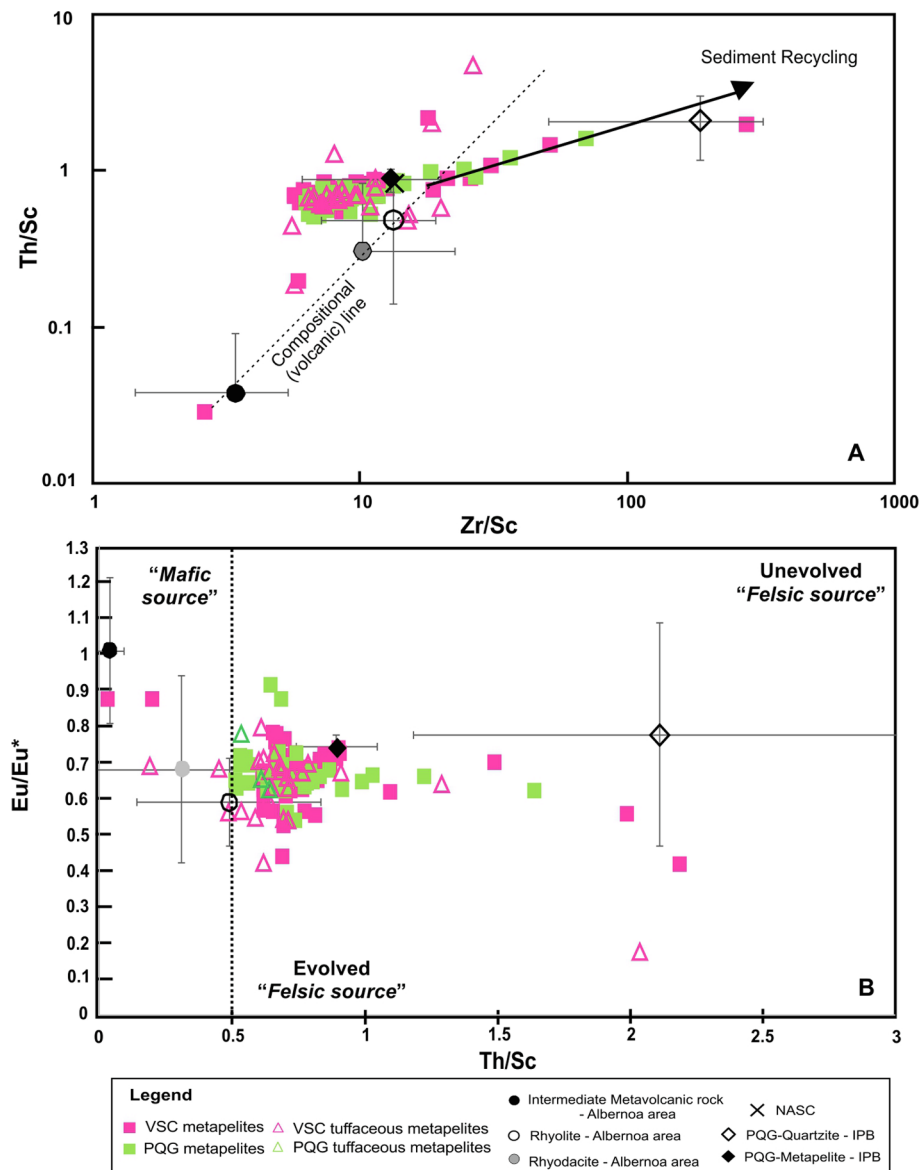 10
1
0.1
0.01
Th/Sc
Sediment Recycling
Compositional
(volcanic) line
A
1
10
100
1000
Zr/Sc
1.3
1.2
1.1
1.0
0.9
0.8
0.7
0.6
0.5
0.4
0.3
0.2
0.1
0
Eu/Eu*
“Mafic
source”
Unevolved
“Felsic source”
Evolved
“Felsic source”
B
0
0.5
1
1.5
2
2.5
3
Th/Sc
Legend
VSC metapelites
PQG metapelites
VSC tuffaceous metapelites
PQG tuffaceous metapelites
Intermediate Metavolcanic rock
- Albernoa area
Rhyolite - Albernoa area
Rhyodacite - Albernoa area
NASC
PQG-Quartzite - IPB
PQG-Metapelite - IPB